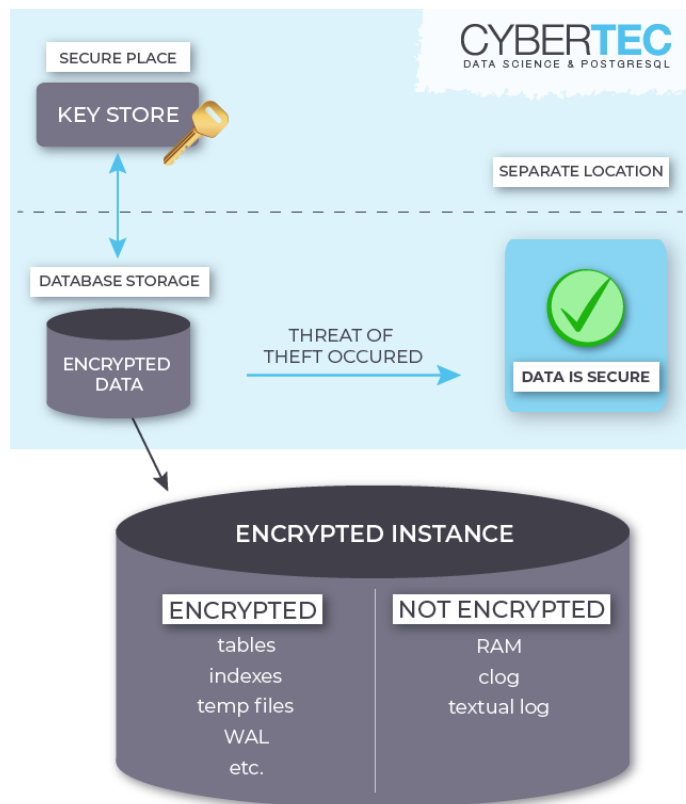 CYBERTEC
DATA SCIENCE & POSTGRESQL
SECURE PLACE
KEY STORE
SEPARATE LOCATION
DATABASE STORAGE
ENCRYPTED
DATA
THREAT OF
THEFT OCCURED
DATA IS SECURE
ENCRYPTED INSTANCE
ENCRYPTED
tables
indexes
temp files
WAL
etc.
NOT ENCRYPTED
RAM
clog
textual log